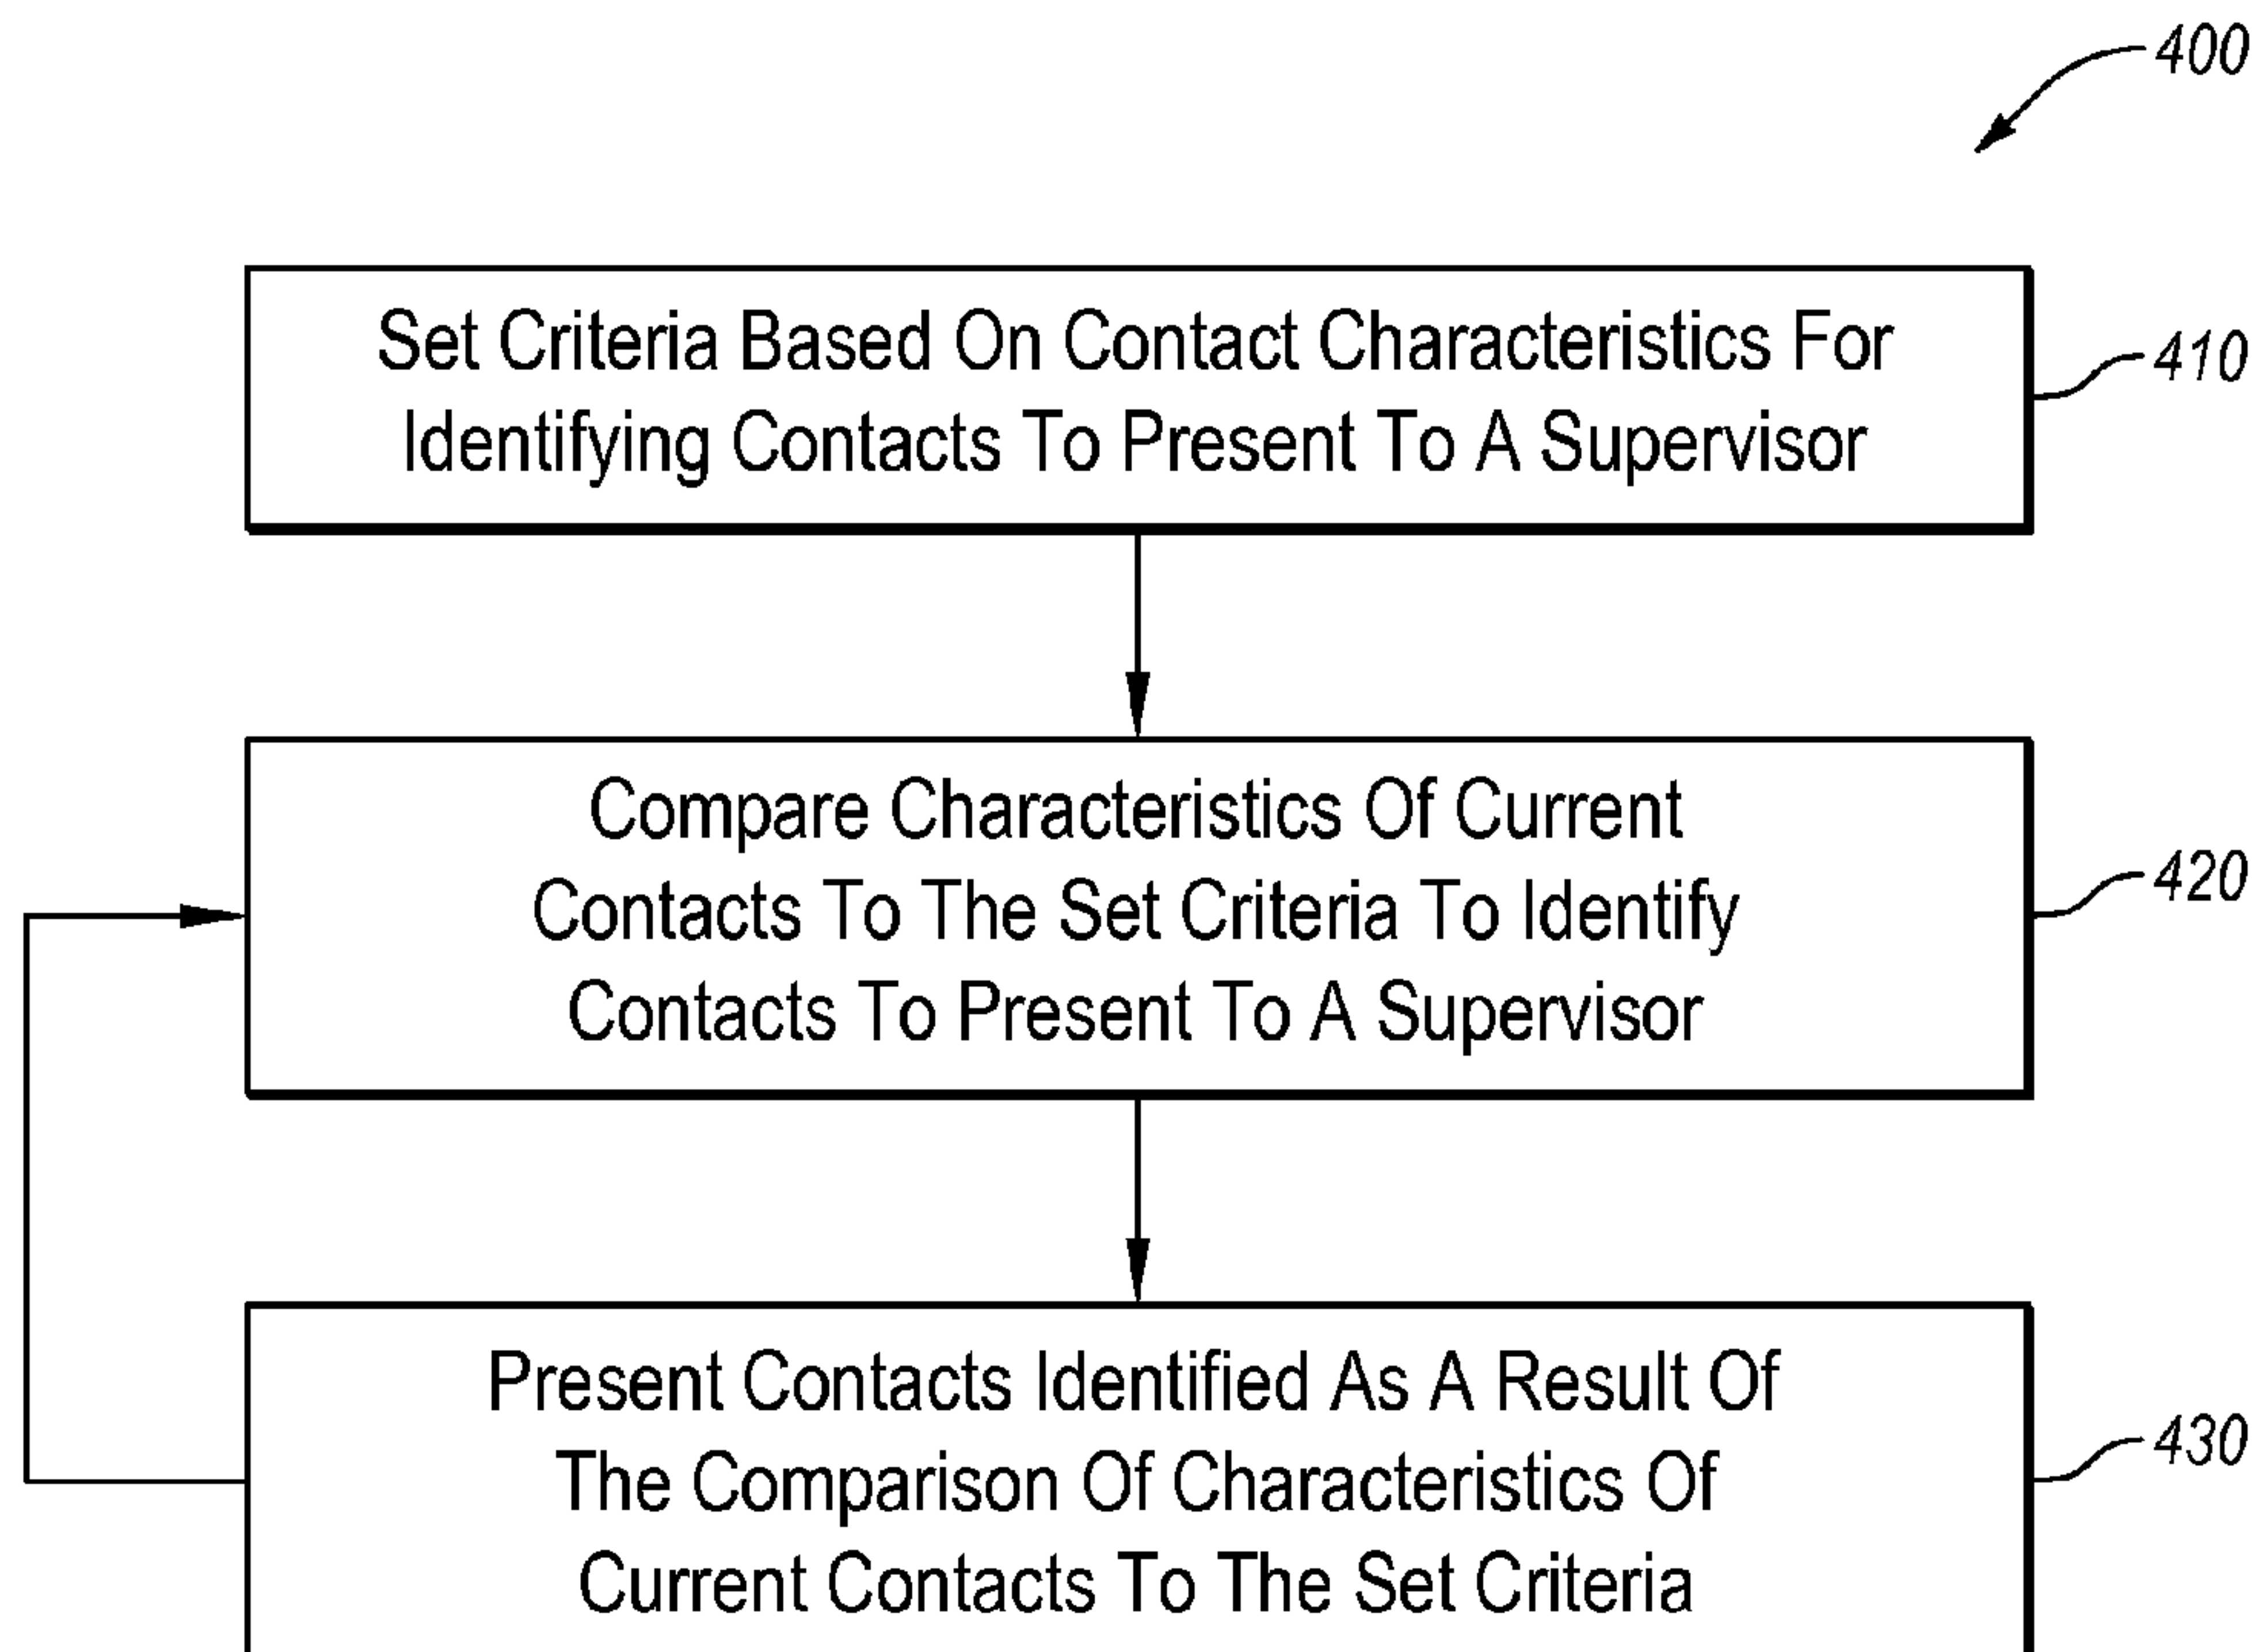 400
Set Criteria Based On Contact Characteristics For
Identifying Contacts To Present To A Supervisor
410
Compare Characteristics Of Current
Contacts To The Set Criteria To Identify
Contacts To Present To A Supervisor
420
Present Contacts Identified As A Result Of
The Comparison Of Characteristics Of
Current Contacts To The Set Criteria
430